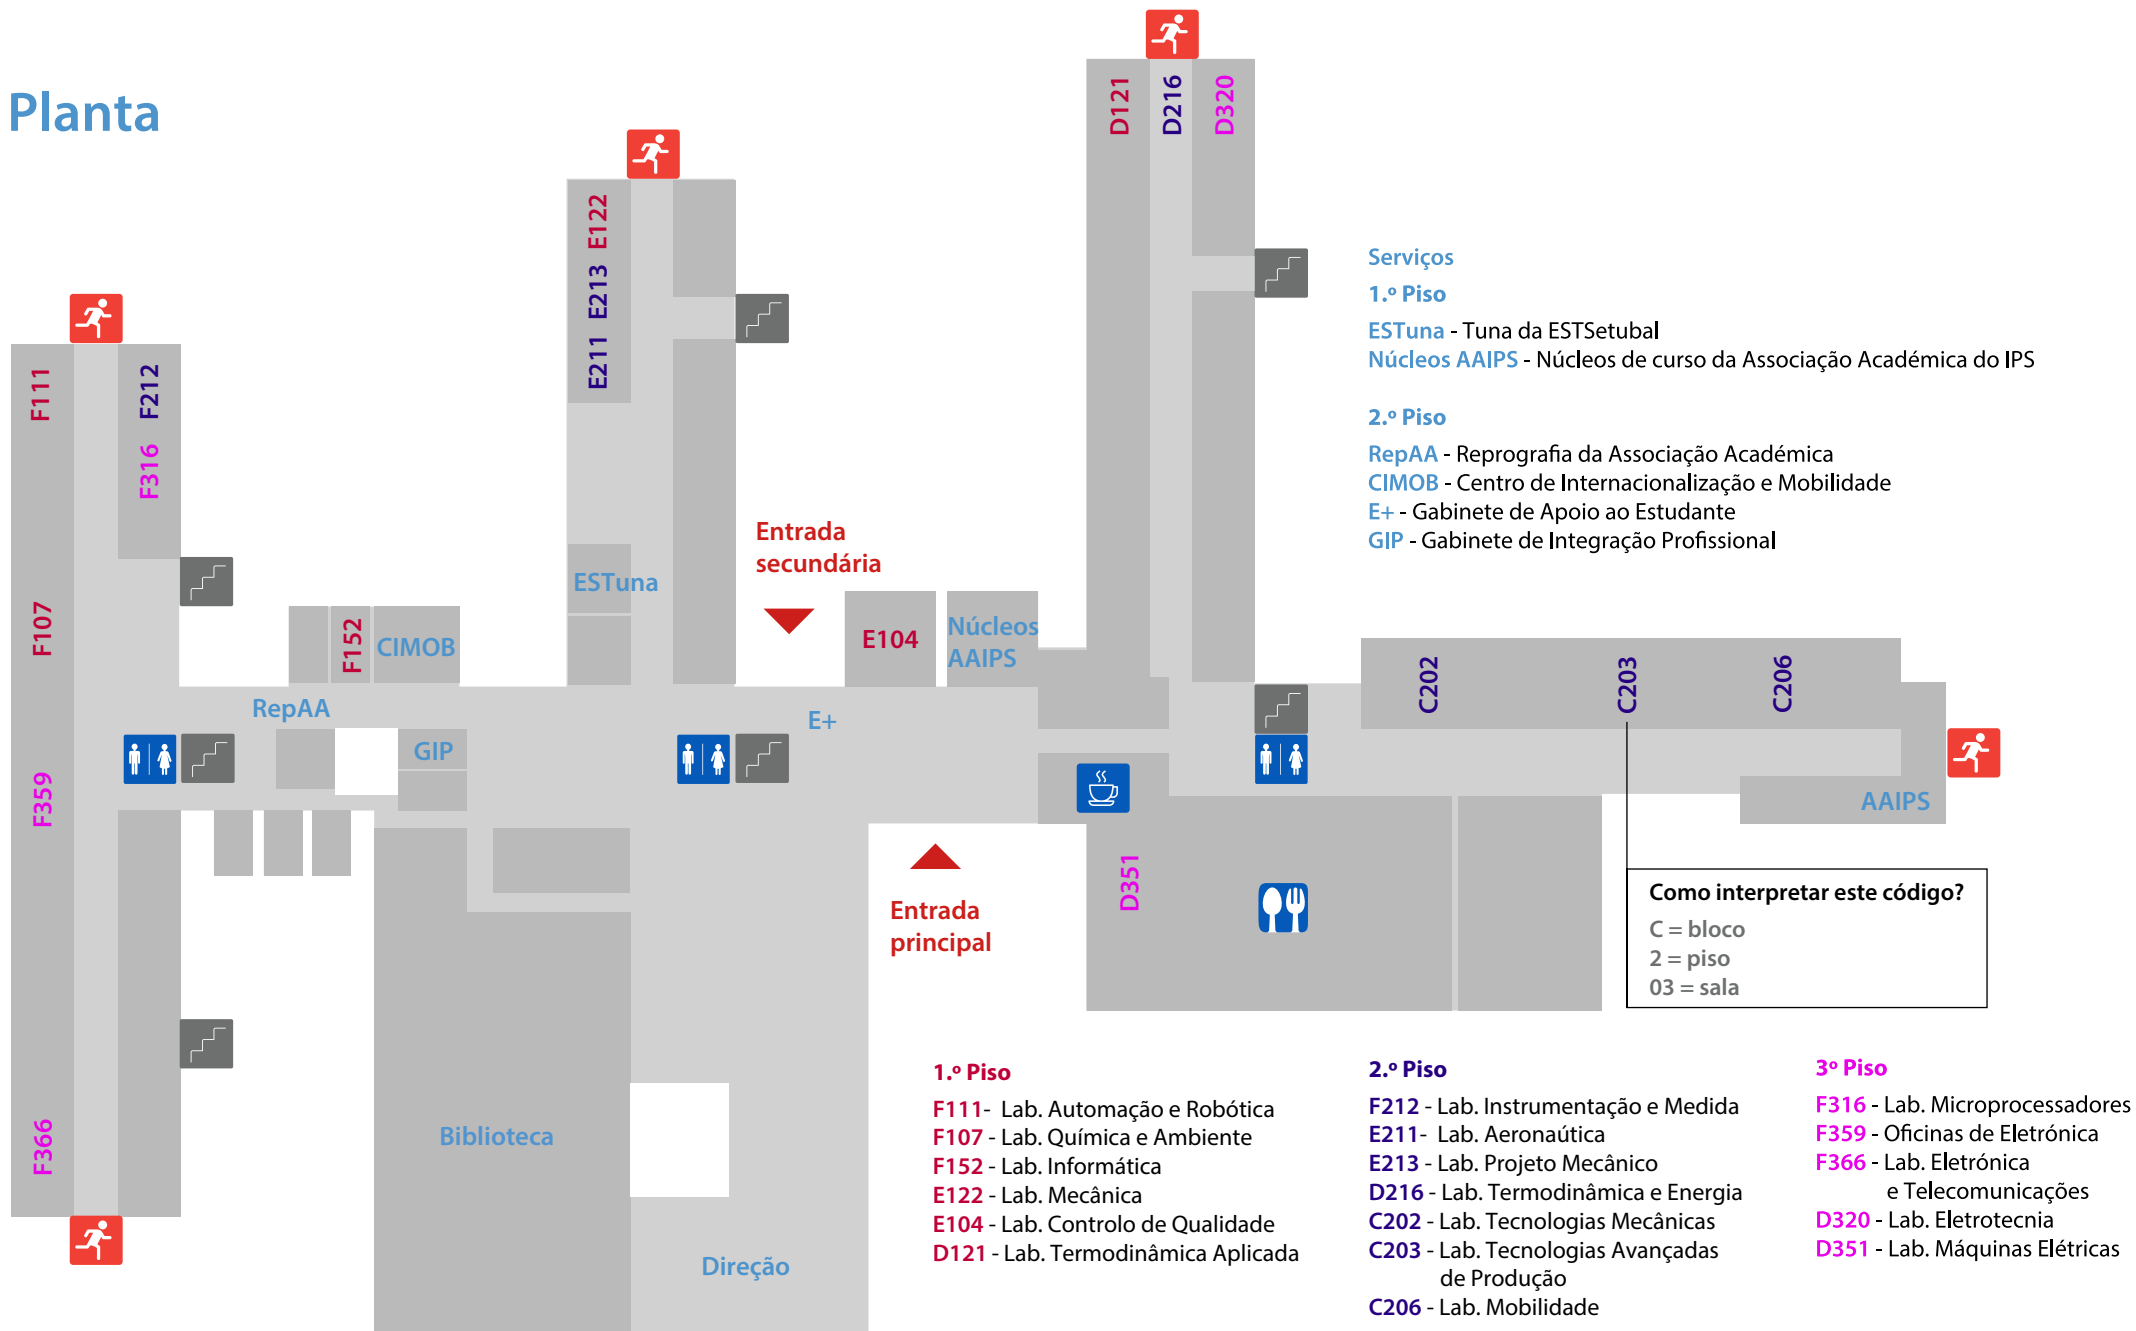 Planta
D121
D216
D320
E122
E213
E211
F111
F212
F316
F107
F359
F366
F152
CIMOB
RepAA
GIP
ESTuna
Entrada
secundária
E104
Núcleos
AAIPS
E+
Entrada
principal
D351
C202
C203
C206
AAIPS
Biblioteca
Direção
Serviços
1.º Piso
ESTuna - Tuna da ESTSetubal
Núcleos AAIPS - Núcleos de curso da Associação Académica do IPS
2.º Piso
RepAA - Reprografia da Associação Académica
CIMOB - Centro de Internacionalização e Mobilidade
E+ - Gabinete de Apoio ao Estudante
GIP - Gabinete de Integração Profissional
Como interpretar este código?
C = bloco
2 = piso
03 = sala
1.º Piso
F111- Lab. Automação e Robótica
F107 - Lab. Química e Ambiente
F152 - Lab. Informática
E122 - Lab. Mecânica
E104 - Lab. Controlo de Qualidade
D121 - Lab. Termodinâmica Aplicada
2.º Piso
F212 - Lab. Instrumentação e Medida
E211- Lab. Aeronaútica
E213 - Lab. Projeto Mecânico
D216 - Lab. Termodinâmica e Energia
C202 - Lab. Tecnologias Mecânicas
C203 - Lab. Tecnologias Avançadas
de Produção
C206 - Lab. Mobilidade
3º Piso
F316 - Lab. Microprocessadores
F359 - Oficinas de Eletrónica
F366 - Lab. Eletrónica
e Telecomunicações
D320 - Lab. Eletrotecnia
D351 - Lab. Máquinas Elétricas